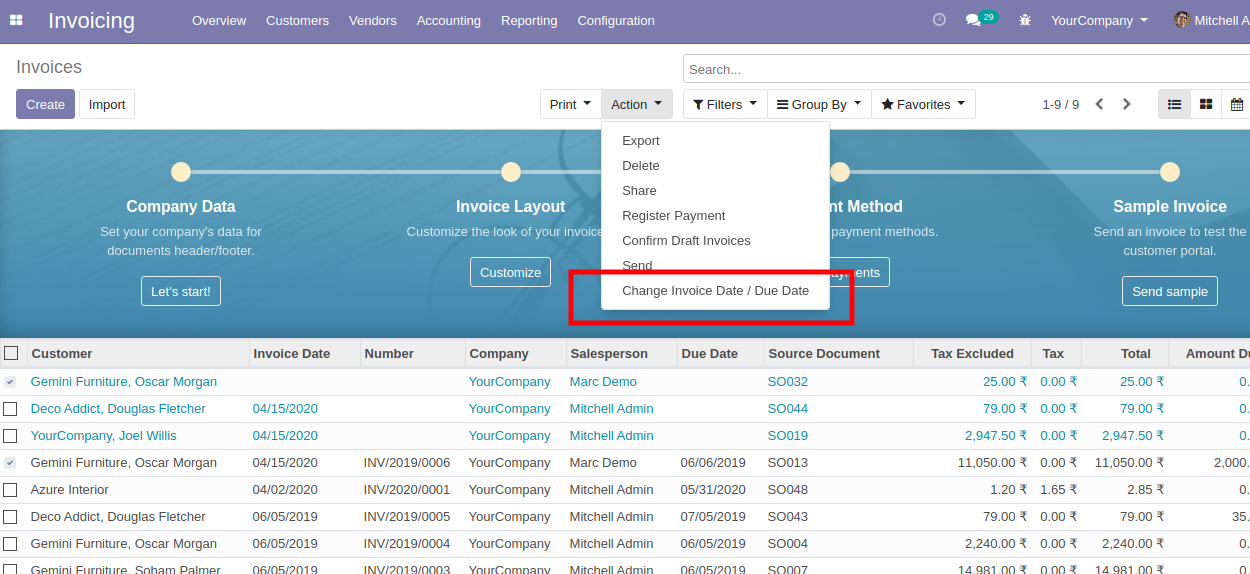 Invoicing Overview Customers Vendors Accounting Reporting Configuration 29 YourCompany Mitchell A
Invoices Search...
Create Import Print Action Filters Group By Favorites 1-9 / 9
Export
Delete
Share
Register Payment
Confirm Draft Invoices
Send
Change Invoice Date / Due Date
Company Data
Set your company's data for
documents header/footer.
Let's start!
Invoice Layout
Customize the look of your invoice
Customize
nt Method
payment methods.
ayments
Sample Invoice
Send an invoice to test the
customer portal.
Send sample
Customer Invoice Date Number Company Salesperson Due Date Source Document Tax Excluded Tax Total Amount Du
Gemini Furniture, Oscar Morgan YourCompany Marc Demo SO032 25.00 ₹ 0.00 ₹ 25.00 ₹ 0.
Deco Addict, Douglas Fletcher 04/15/2020 YourCompany Mitchell Admin SO044 79.00 ₹ 0.00 ₹ 79.00 ₹ 0.
YourCompany, Joel Willis 04/15/2020 YourCompany Mitchell Admin SO019 2,947.50 ₹ 0.00 ₹ 2,947.50 ₹ 0.
Gemini Furniture, Oscar Morgan 04/15/2020 INV/2019/0006 YourCompany Marc Demo 06/06/2019 SO013 11,050.00 ₹ 0.00 ₹ 11,050.00 ₹ 2,000.
Azure Interior 04/02/2020 INV/2020/0001 YourCompany Mitchell Admin 05/31/2020 SO048 1.20 ₹ 1.65 ₹ 2.85 ₹ 0.
Deco Addict, Douglas Fletcher 06/05/2019 INV/2019/0005 YourCompany Mitchell Admin 07/05/2019 SO043 79.00 ₹ 0.00 ₹ 79.00 ₹ 35.
Gemini Furniture, Oscar Morgan 06/05/2019 INV/2019/0004 YourCompany Mitchell Admin 06/05/2019 SO004 2,240.00 ₹ 0.00 ₹ 2,240.00 ₹ 0.
Gemini Furniture, Soham Palmer 06/05/2019 INV/2019/0003 YourCompany Mitchell Admin 06/05/2019 SO007 14,981.00 ₹ 0.00 ₹ 14,981.00 ₹ 0.